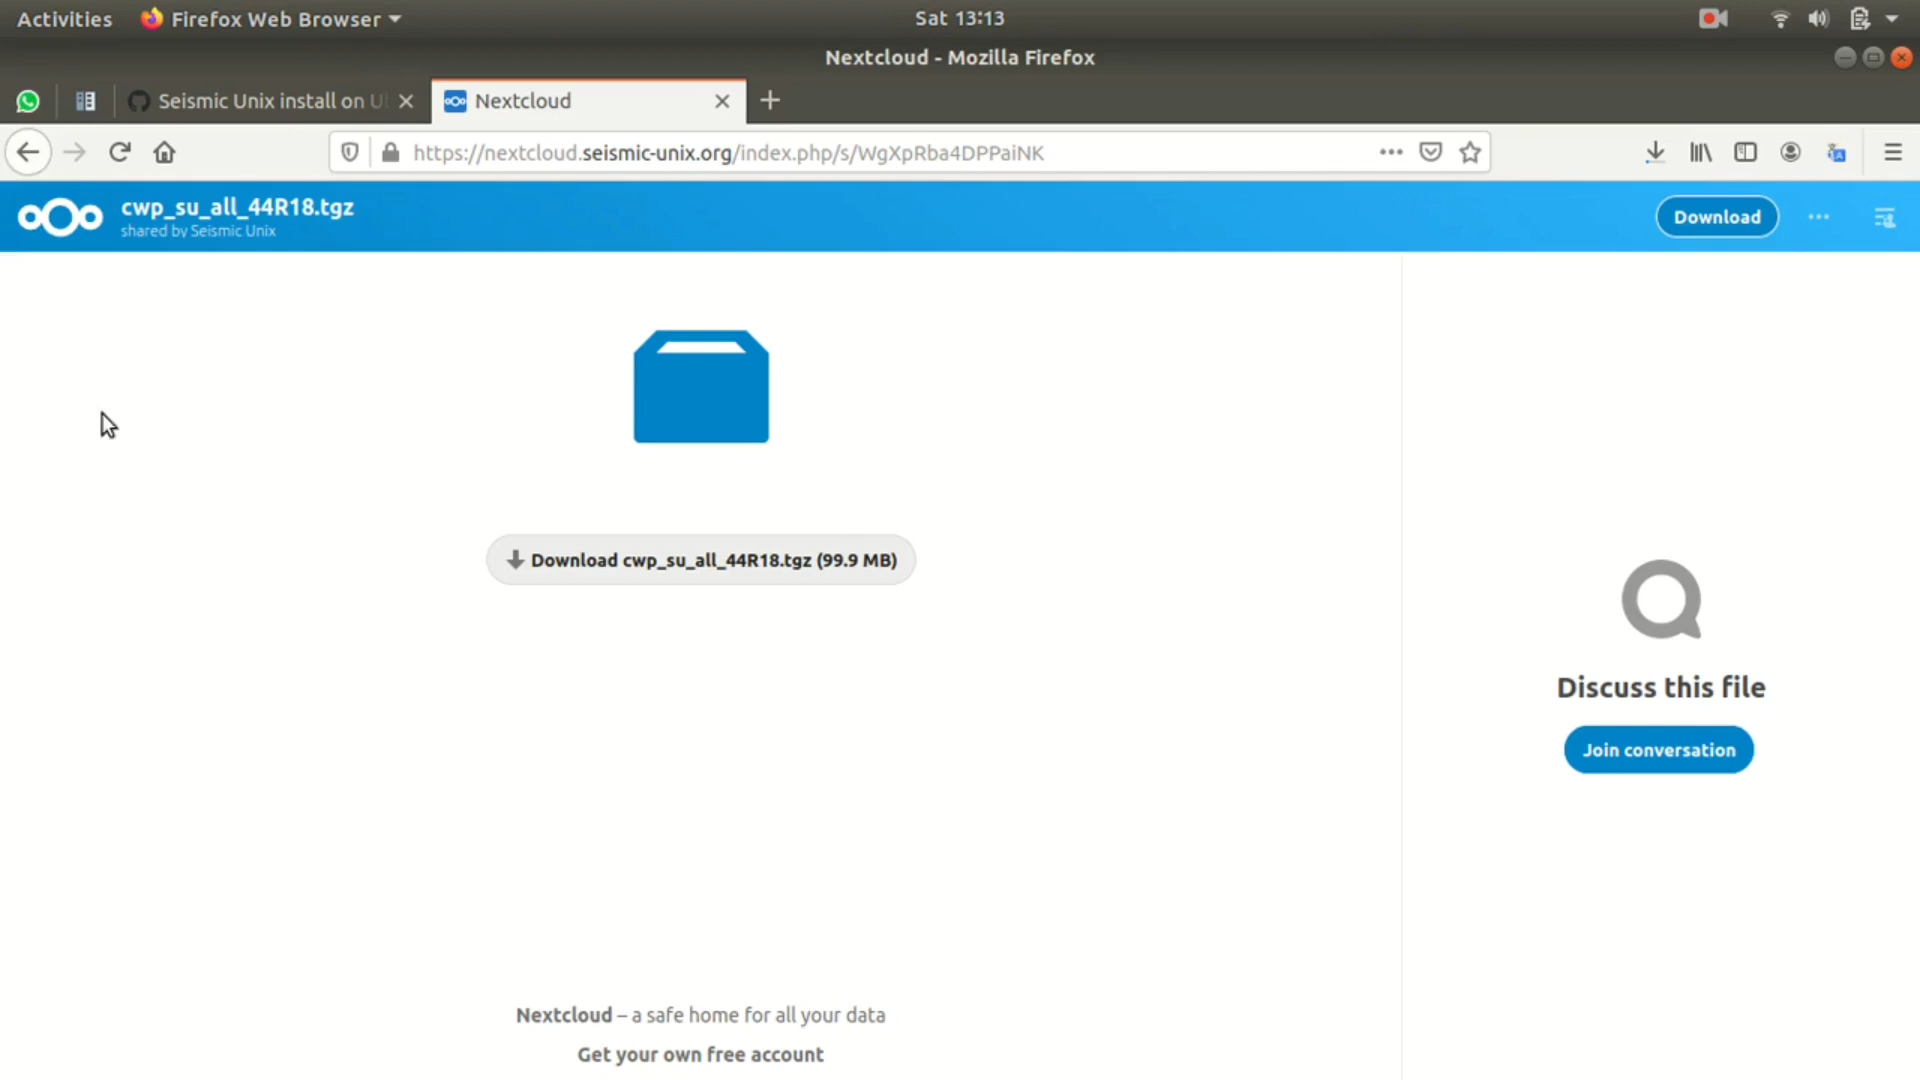 Activities
Firefox Web Browser
Sat 13:13
Nextcloud - Mozilla Firefox
Seismic Unix install on U
Nextcloud
https://nextcloud.seismic-unix.org/index.php/s/WgXpRba4DPPaiNK
cwp_su_all_44R18.tgz
shared by Seismic Unix
Download
Download cwp_su_all_44R18.tgz (99.9 MB)
Discuss this file
Join conversation
Nextcloud – a safe home for all your data
Get your own free account